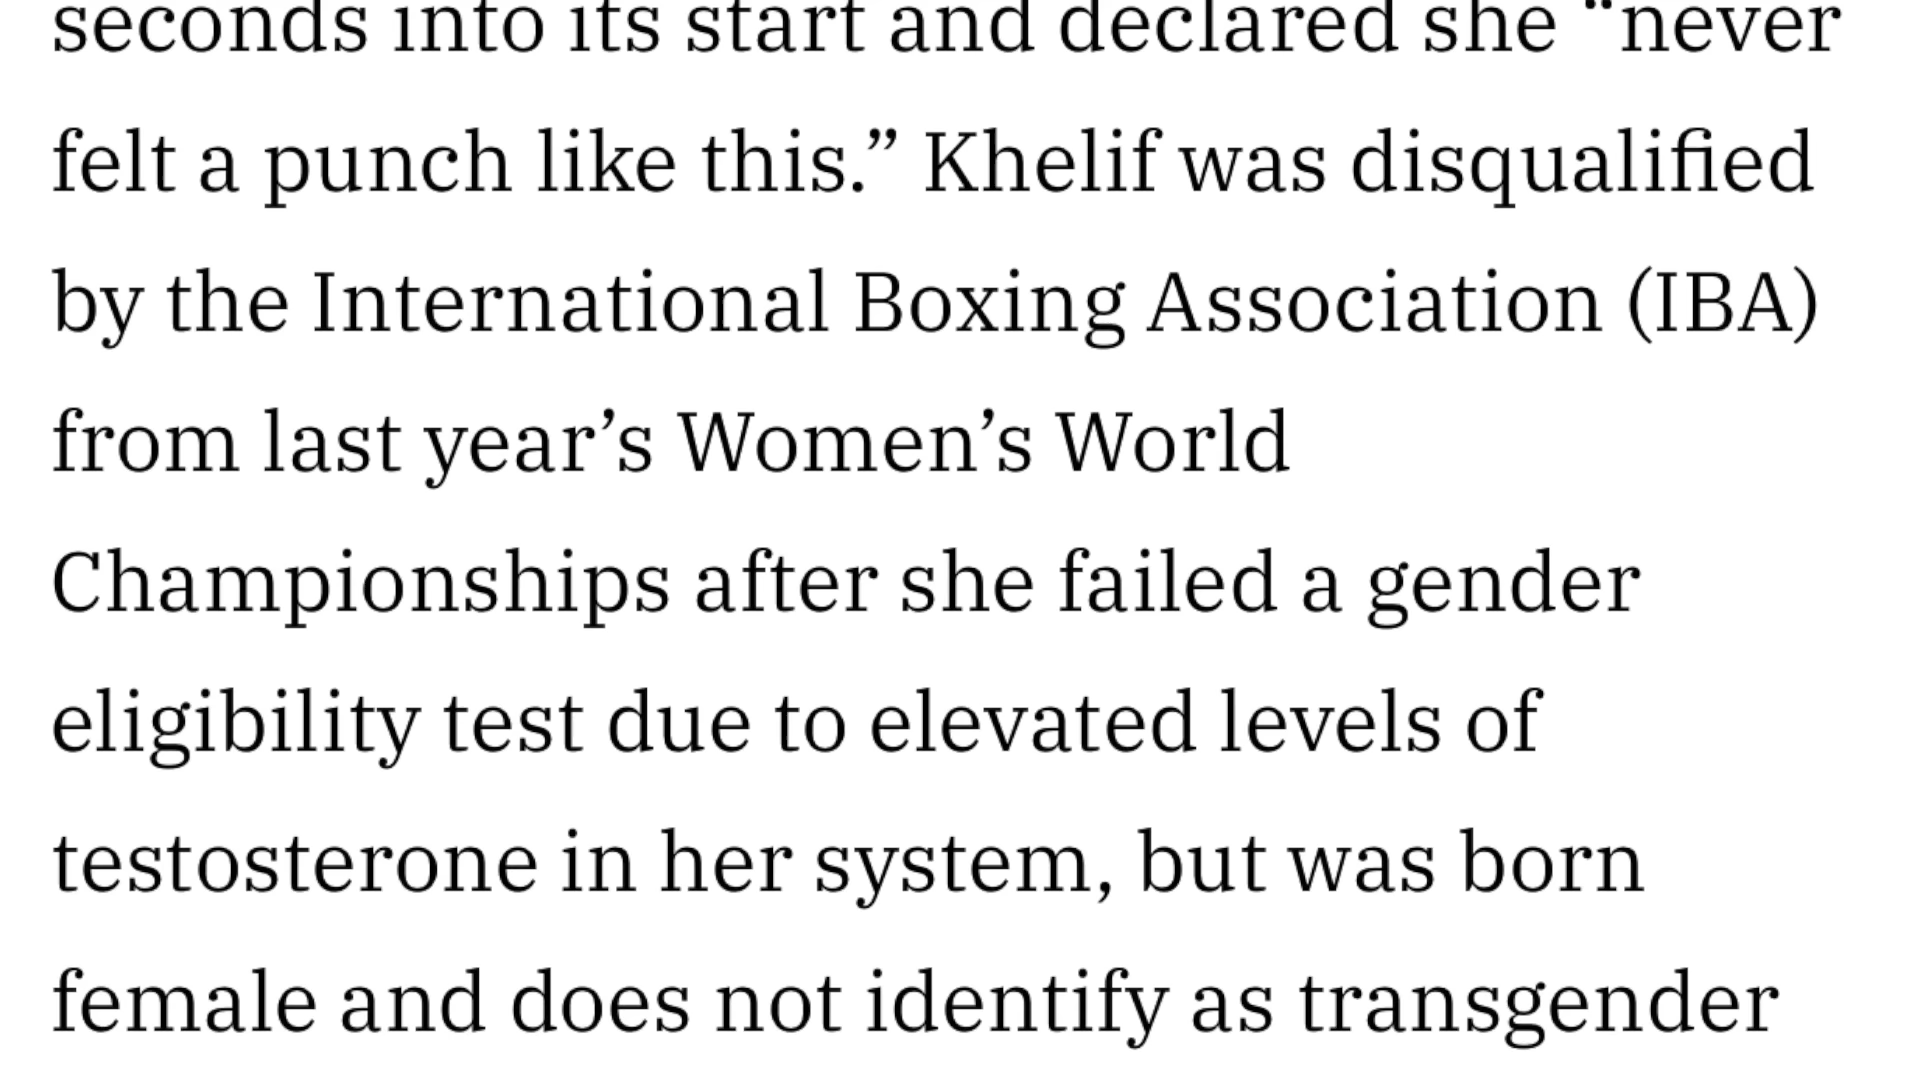 seconds into its start and declared she “never
felt a punch like this.” Khelif was disqualified
by the International Boxing Association (IBA)
from last year’s Women’s World
Championships after she failed a gender
eligibility test due to elevated levels of
testosterone in her system, but was born
female and does not identify as transgender